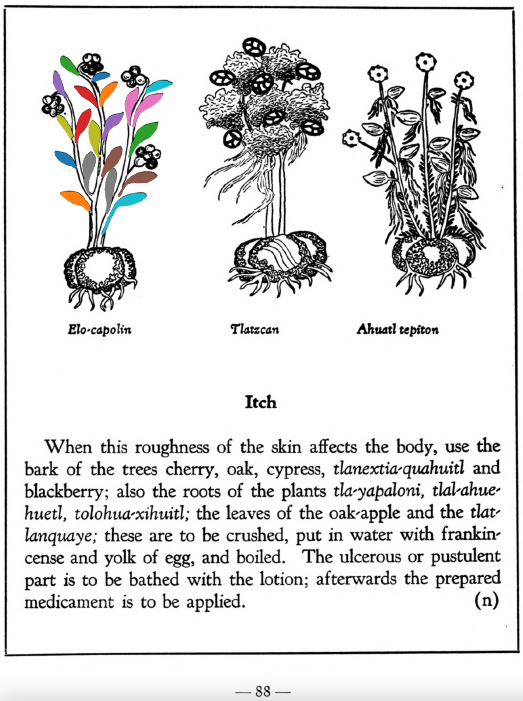 Elo-capolin
Tlatzcan
Ahuatl tepiton
Itch
When this roughness of the skin affects the body, use the
bark of the trees cherry, oak, cypress, tlanextia-quahuitl and
blackberry; also the roots of the plants tla-yapaloni, tlal-ahue-
huetl, tolohua-xihuitl; the leaves of the oak-apple and the tlat-
lanquaye; these are to be crushed, put in water with frankin-
cense and yolk of egg, and boiled. The ulcerous or pustulent
part is to be bathed with the lotion; afterwards the prepared
medicament is to be applied. (n)
— 88 —